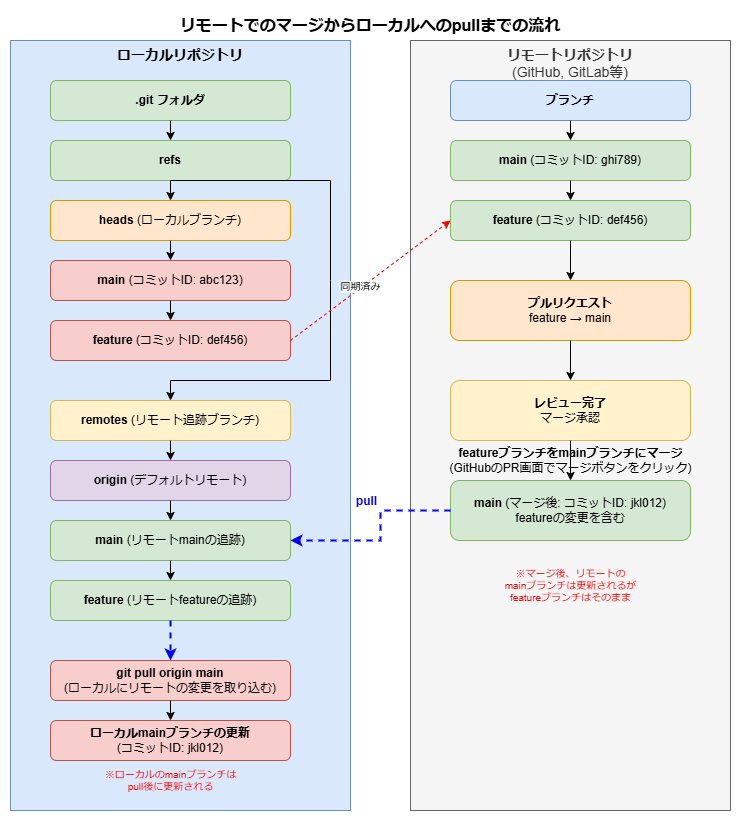 リモートでのマージからローカルへのpullまでの流れ
ローカルリポジトリ
.git フォルダ
refs
heads (ローカルブランチ)
main (コミットID: abc123)
feature (コミットID: def456)
remotes (リモート追跡ブランチ)
origin (デフォルトリモート)
main (リモートmainの追跡)
feature (リモートfeatureの追跡)
git pull origin main
(ローカルにリモートの変更を取り込む)
ローカルmainブランチの更新
(コミットID: jkl012)
※ローカルのmainブランチは
pull後に更新される
同期済み
pull
リモートリポジトリ
(GitHub, GitLab等)
ブランチ
main (コミットID: ghi789)
feature (コミットID: def456)
プルリクエスト
feature → main
レビュー完了
マージ承認
featureブランチをmainブランチにマージ
(GitHubのPR画面でマージボタンをクリック)
main (マージ後: コミットID: jkl012)
featureの変更を含む
※マージ後、リモートの
mainブランチは更新されるが
featureブランチはそのまま